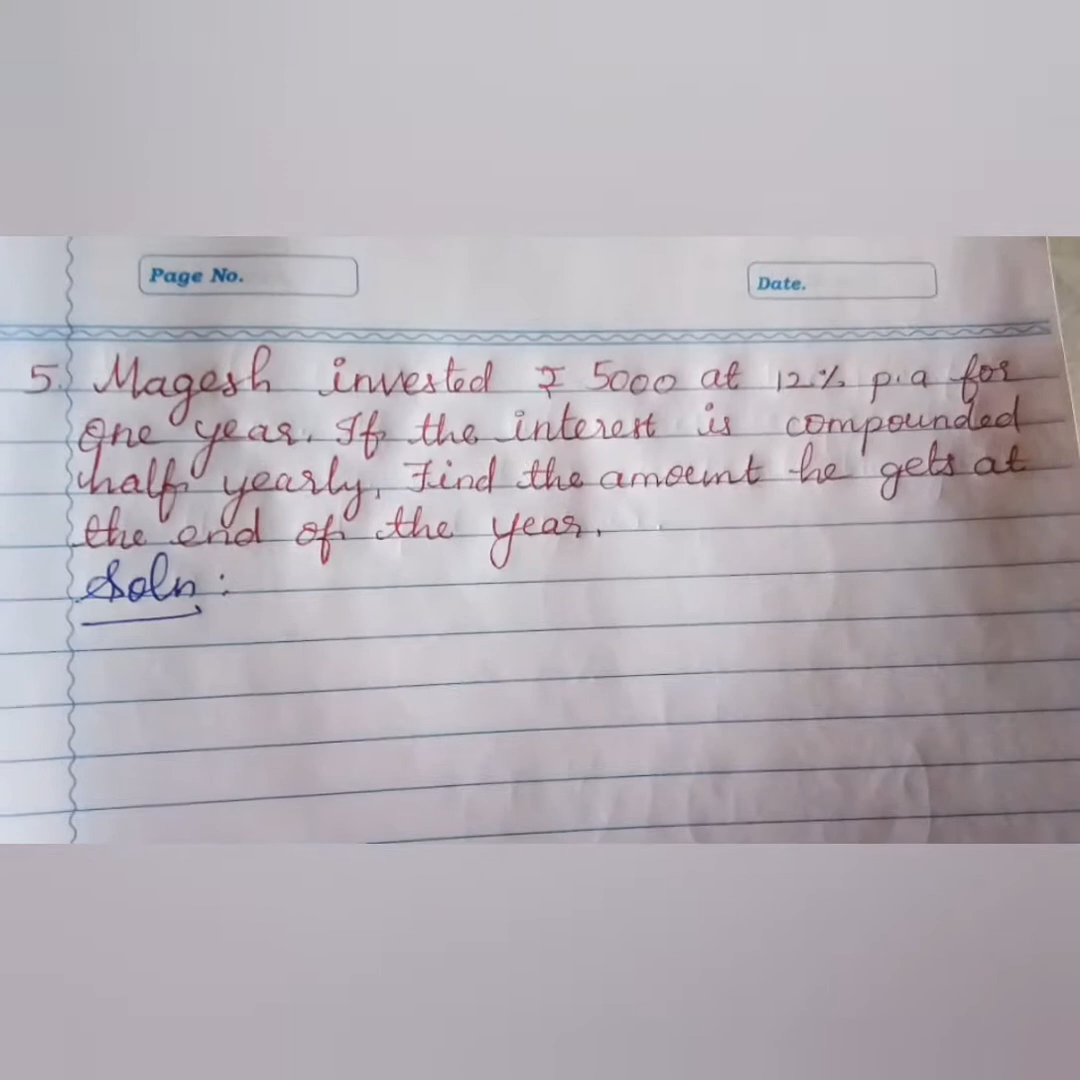 Page No.
Date.
5. Magesh invested ₹ 5000 at 12% p.a for
one year. If the interest is compounded
half yearly, Find the amount he gets at
the end of the year.
Soln :